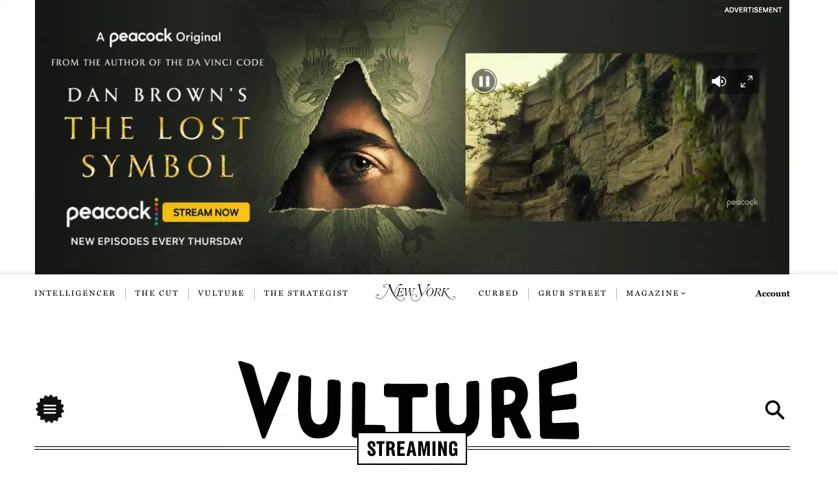 ADVERTISEMENT
A peacock Original
FROM THE AUTHOR OF THE DA VINCI CODE
DAN BROWN'S
THE LOST
SYMBOL
peacock STREAM NOW
NEW EPISODES EVERY THURSDAY
peacock
INTELLIGENCER THE CUT VULTURE THE STRATEGIST NEW YORK CURBED GRUB STREET MAGAZINE Account
VULTURE
STREAMING